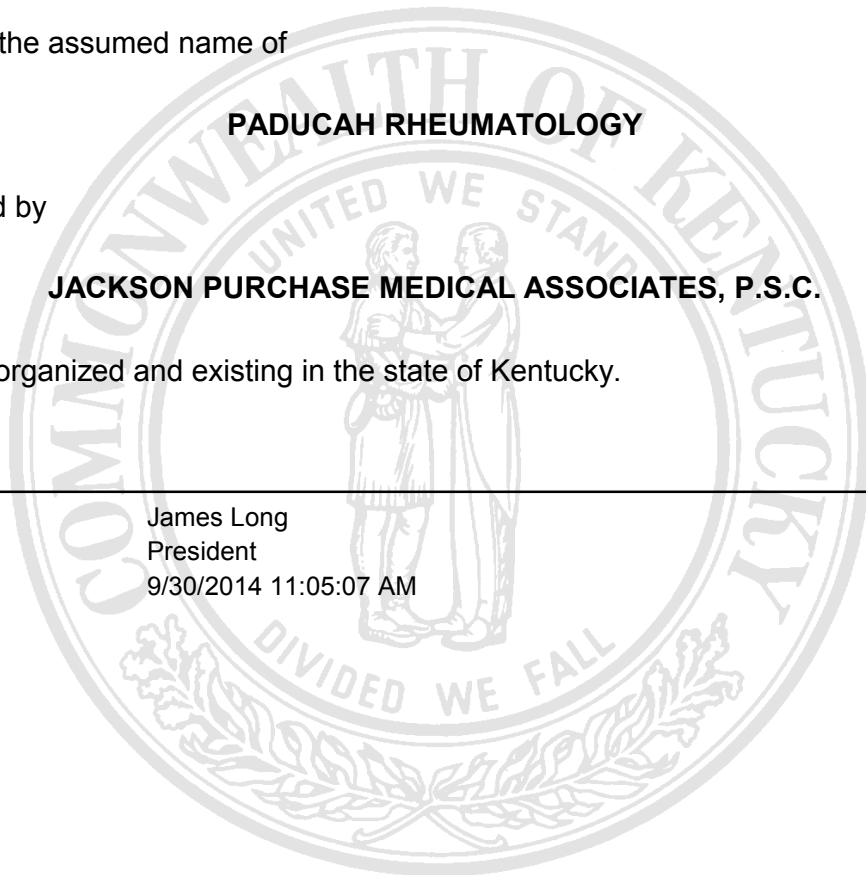 the assumed name of
PADUCAH RHEUMATOLOGY
d by
JACKSON PURCHASE MEDICAL ASSOCIATES, P.S.C.
organized and existing in the state of Kentucky.
James Long
President
9/30/2014 11:05:07 AM
COMMONWEALTH OF KENTUCKY
UNITED WE STAND
DIVIDED WE FALL